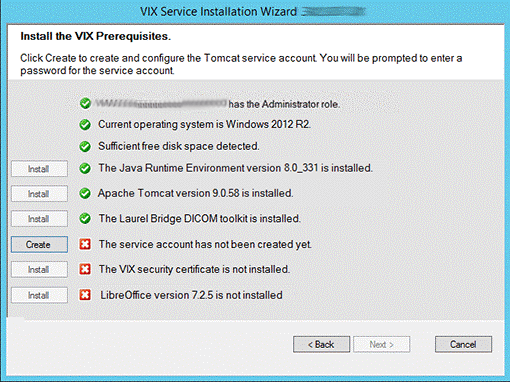 VIX Service Installation Wizard
Install the VIX Prerequisites.
Click Create to create and configure the Tomcat service account. You will be prompted to enter a
password for the service account.
has the Administrator role.
Current operating system is Windows 2012 R2.
Sufficient free disk space detected.
Install The Java Runtime Environment version 8.0_331 is installed.
Install Apache Tomcat version 9.0.58 is installed.
Install The Laurel Bridge DICOM toolkit is installed.
Create The service account has not been created yet.
Install The VIX security certificate is not installed.
Install LibreOffice version 7.2.5 is not installed
< Back Next > Cancel